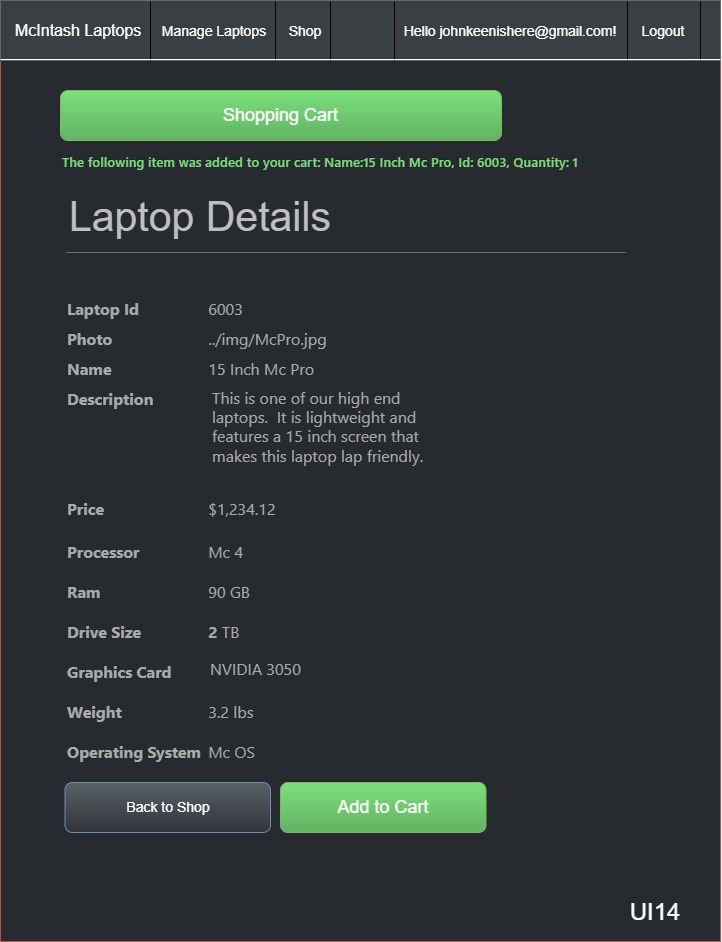 McIntash Laptops Manage Laptops Shop Hello johnkeenishere@gmail.com! Logout
Shopping Cart
The following item was added to your cart: Name:15 Inch Mc Pro, Id: 6003, Quantity: 1
Laptop Details
Laptop Id 6003
Photo ../img/McPro.jpg
Name 15 Inch Mc Pro
Description This is one of our high end
laptops. It is lightweight and
features a 15 inch screen that
makes this laptop lap friendly.
Price $1,234.12
Processor Mc 4
Ram 90 GB
Drive Size 2 TB
Graphics Card NVIDIA 3050
Weight 3.2 lbs
Operating System Mc OS
Back to Shop Add to Cart
UI14